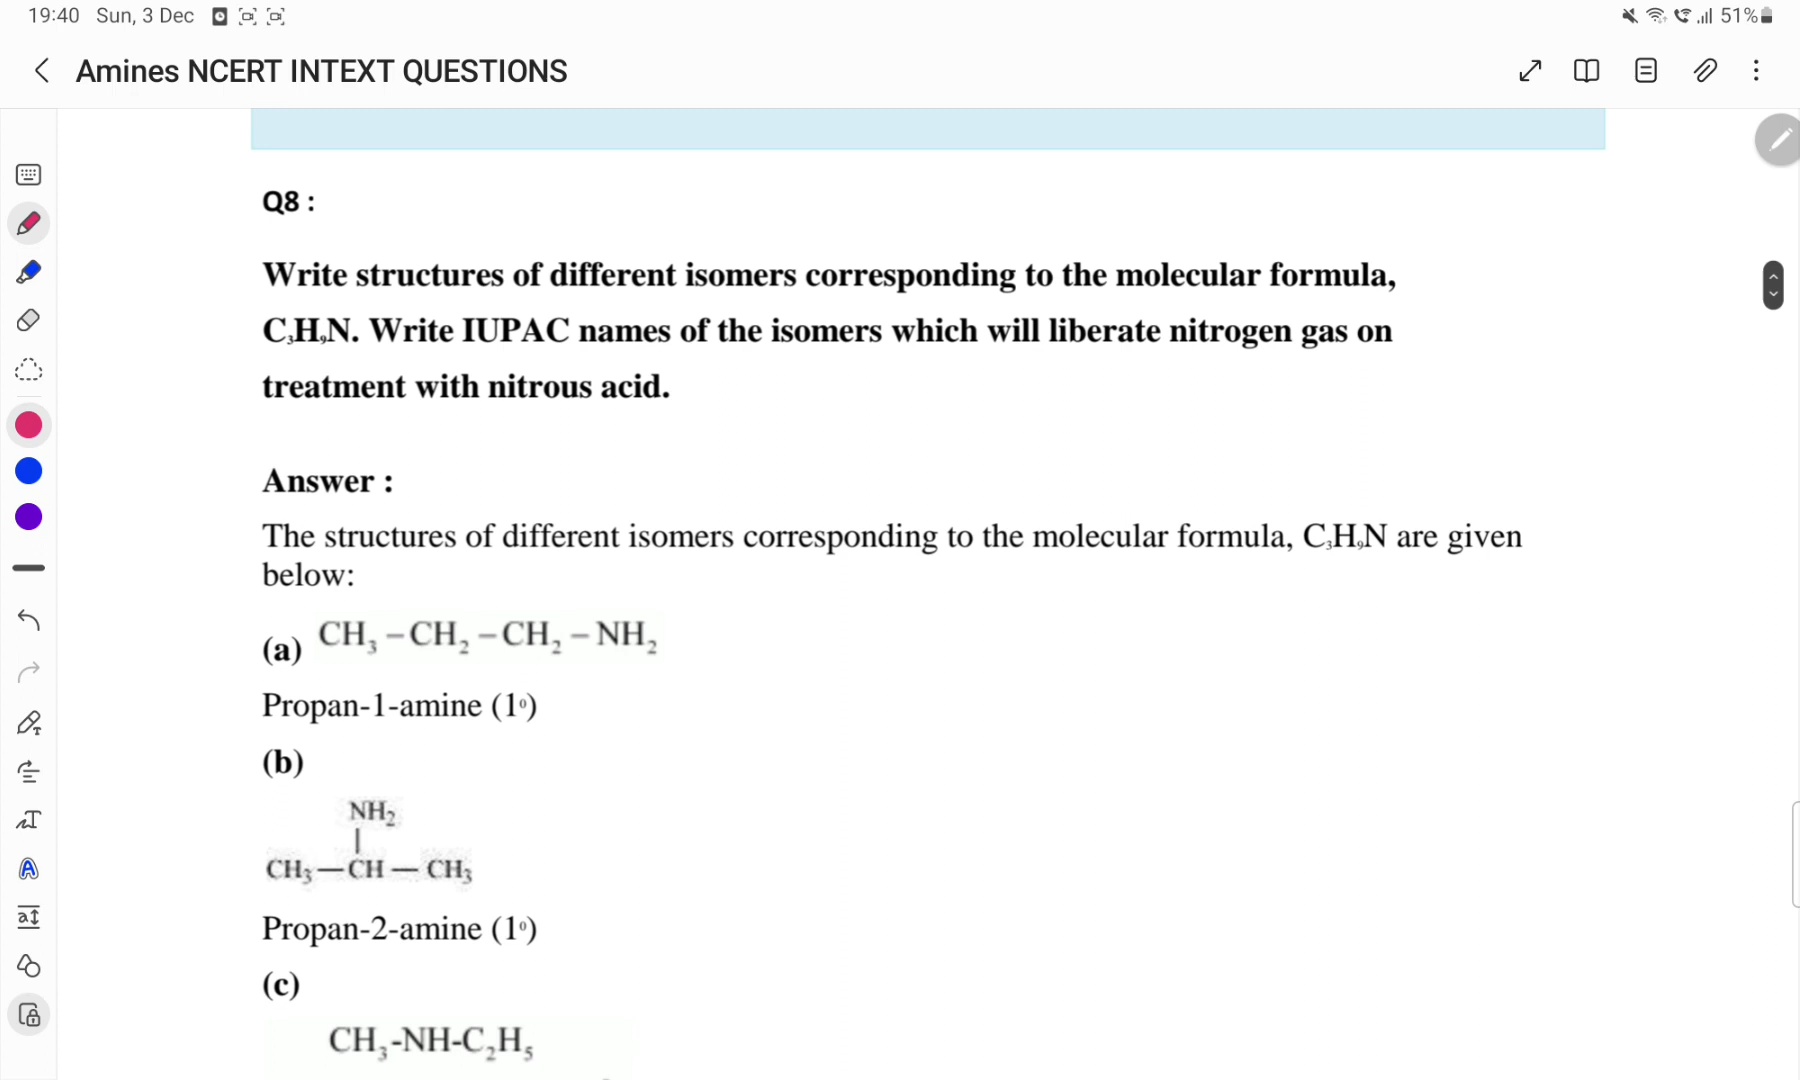 19:40 Sun, 3 Dec
51%
Amines NCERT INTEXT QUESTIONS
Q8 :
Write structures of different isomers corresponding to the molecular formula,
C₃H₉N. Write IUPAC names of the isomers which will liberate nitrogen gas on
treatment with nitrous acid.
Answer :
The structures of different isomers corresponding to the molecular formula, C₃H₉N are given
below:
(a) CH₃ – CH₂ – CH₂ – NH₂
Propan-1-amine (1⁰)
(b)
NH₂
|
CH₃ — CH — CH₃
Propan-2-amine (1⁰)
(c)
CH₃-NH-C₂H₅